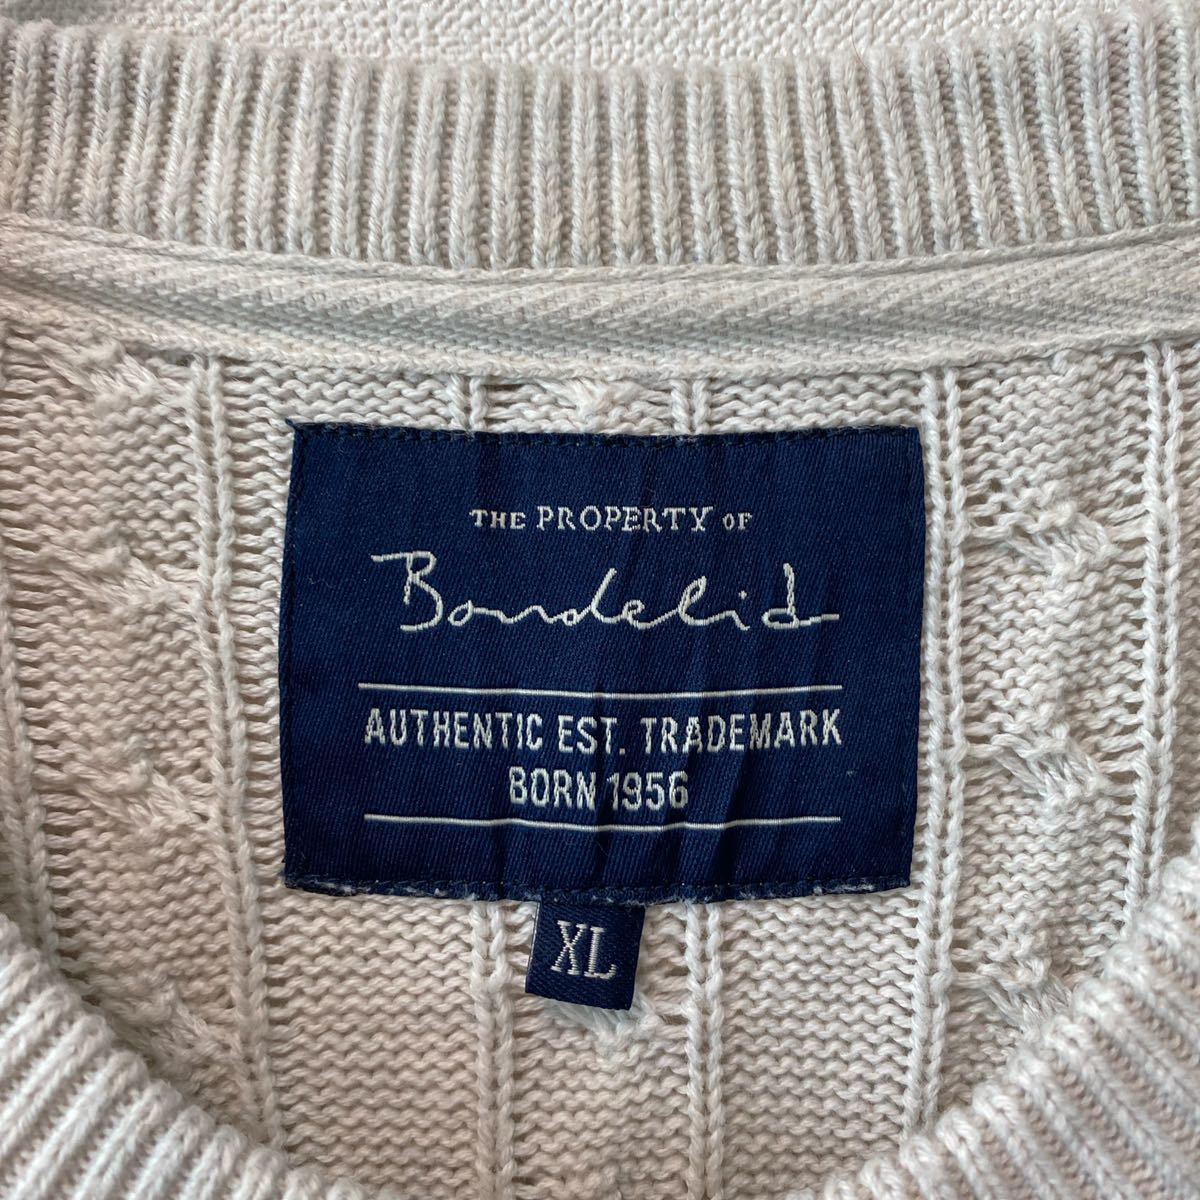 THE PROPERTY OF
Bondelid
AUTHENTIC EST. TRADEMARK
BORN 1956
XL